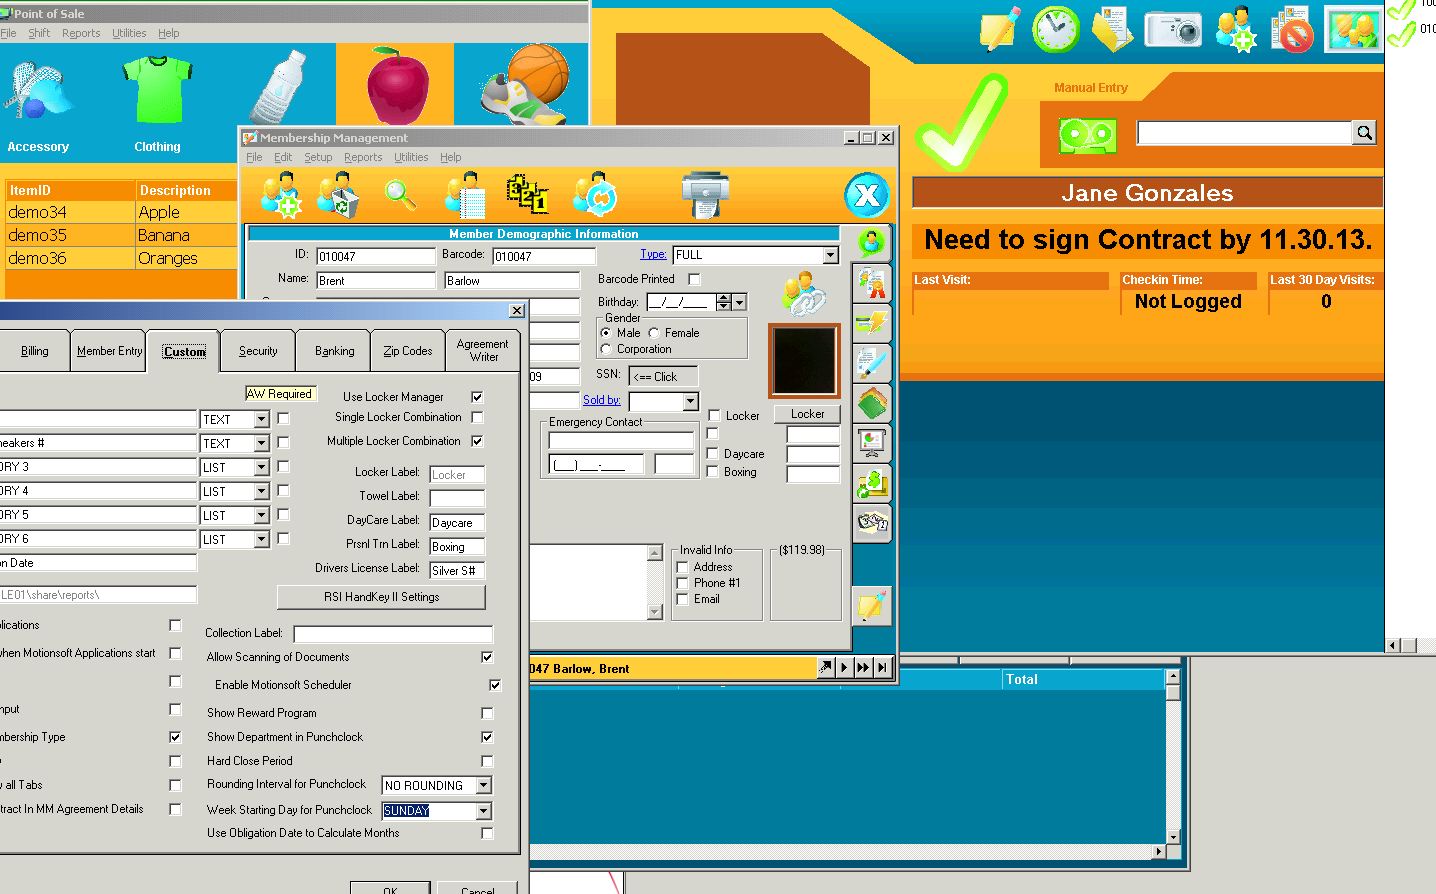 Point of Sale
File Shift Reports Utilities Help
Accessory
Clothing
ItemID Description
demo34 Apple
demo35 Banana
demo36 Oranges
Membership Management
File Edit Setup Reports Utilities Help
Member Demographic Information
ID: 010047 Barcode: 010047 Type: FULL
Name: Brent Barlow
Barcode Printed
Birthday: __/__/____
Gender
Male Female
Corporation
09
SSN: <== Click
Sold by:
Locker Locker
Emergency Contact
(___)___-____
Daycare
Boxing
Invalid Info
Address
Phone #1
Email
($119.98)
047 Barlow, Brent
Manual Entry
Jane Gonzales
Need to sign Contract by 11.30.13.
Last Visit: Checkin Time: Last 30 Day Visits:
Not Logged 0
010
Total
Billing Member Entry Custom Security Banking Zip Codes Agreement Writer
AW Required
Use Locker Manager
TEXT
Single Locker Combination
neakers # TEXT
Multiple Locker Combination
ORY 3 LIST
Locker Label: Locker
ORY 4 LIST
Towel Label:
ORY 5 LIST
DayCare Label: Daycare
ORY 6 LIST
Prsnl Trn Label: Boxing
on Date
Drivers License Label: Silver S#
LE01\share\reports\
RSI HandKey II Settings
plications
Collection Label:
when Motionsoft Applications start
Allow Scanning of Documents
Enable Motionsoft Scheduler
nput
Show Reward Program
mbership Type
Show Department in Punchclock
Hard Close Period
w all Tabs
Rounding Interval for Punchclock NO ROUNDING
tract In MM Agreement Details
Week Starting Day for Punchclock SUNDAY
Use Obligation Date to Calculate Months
OK Cancel